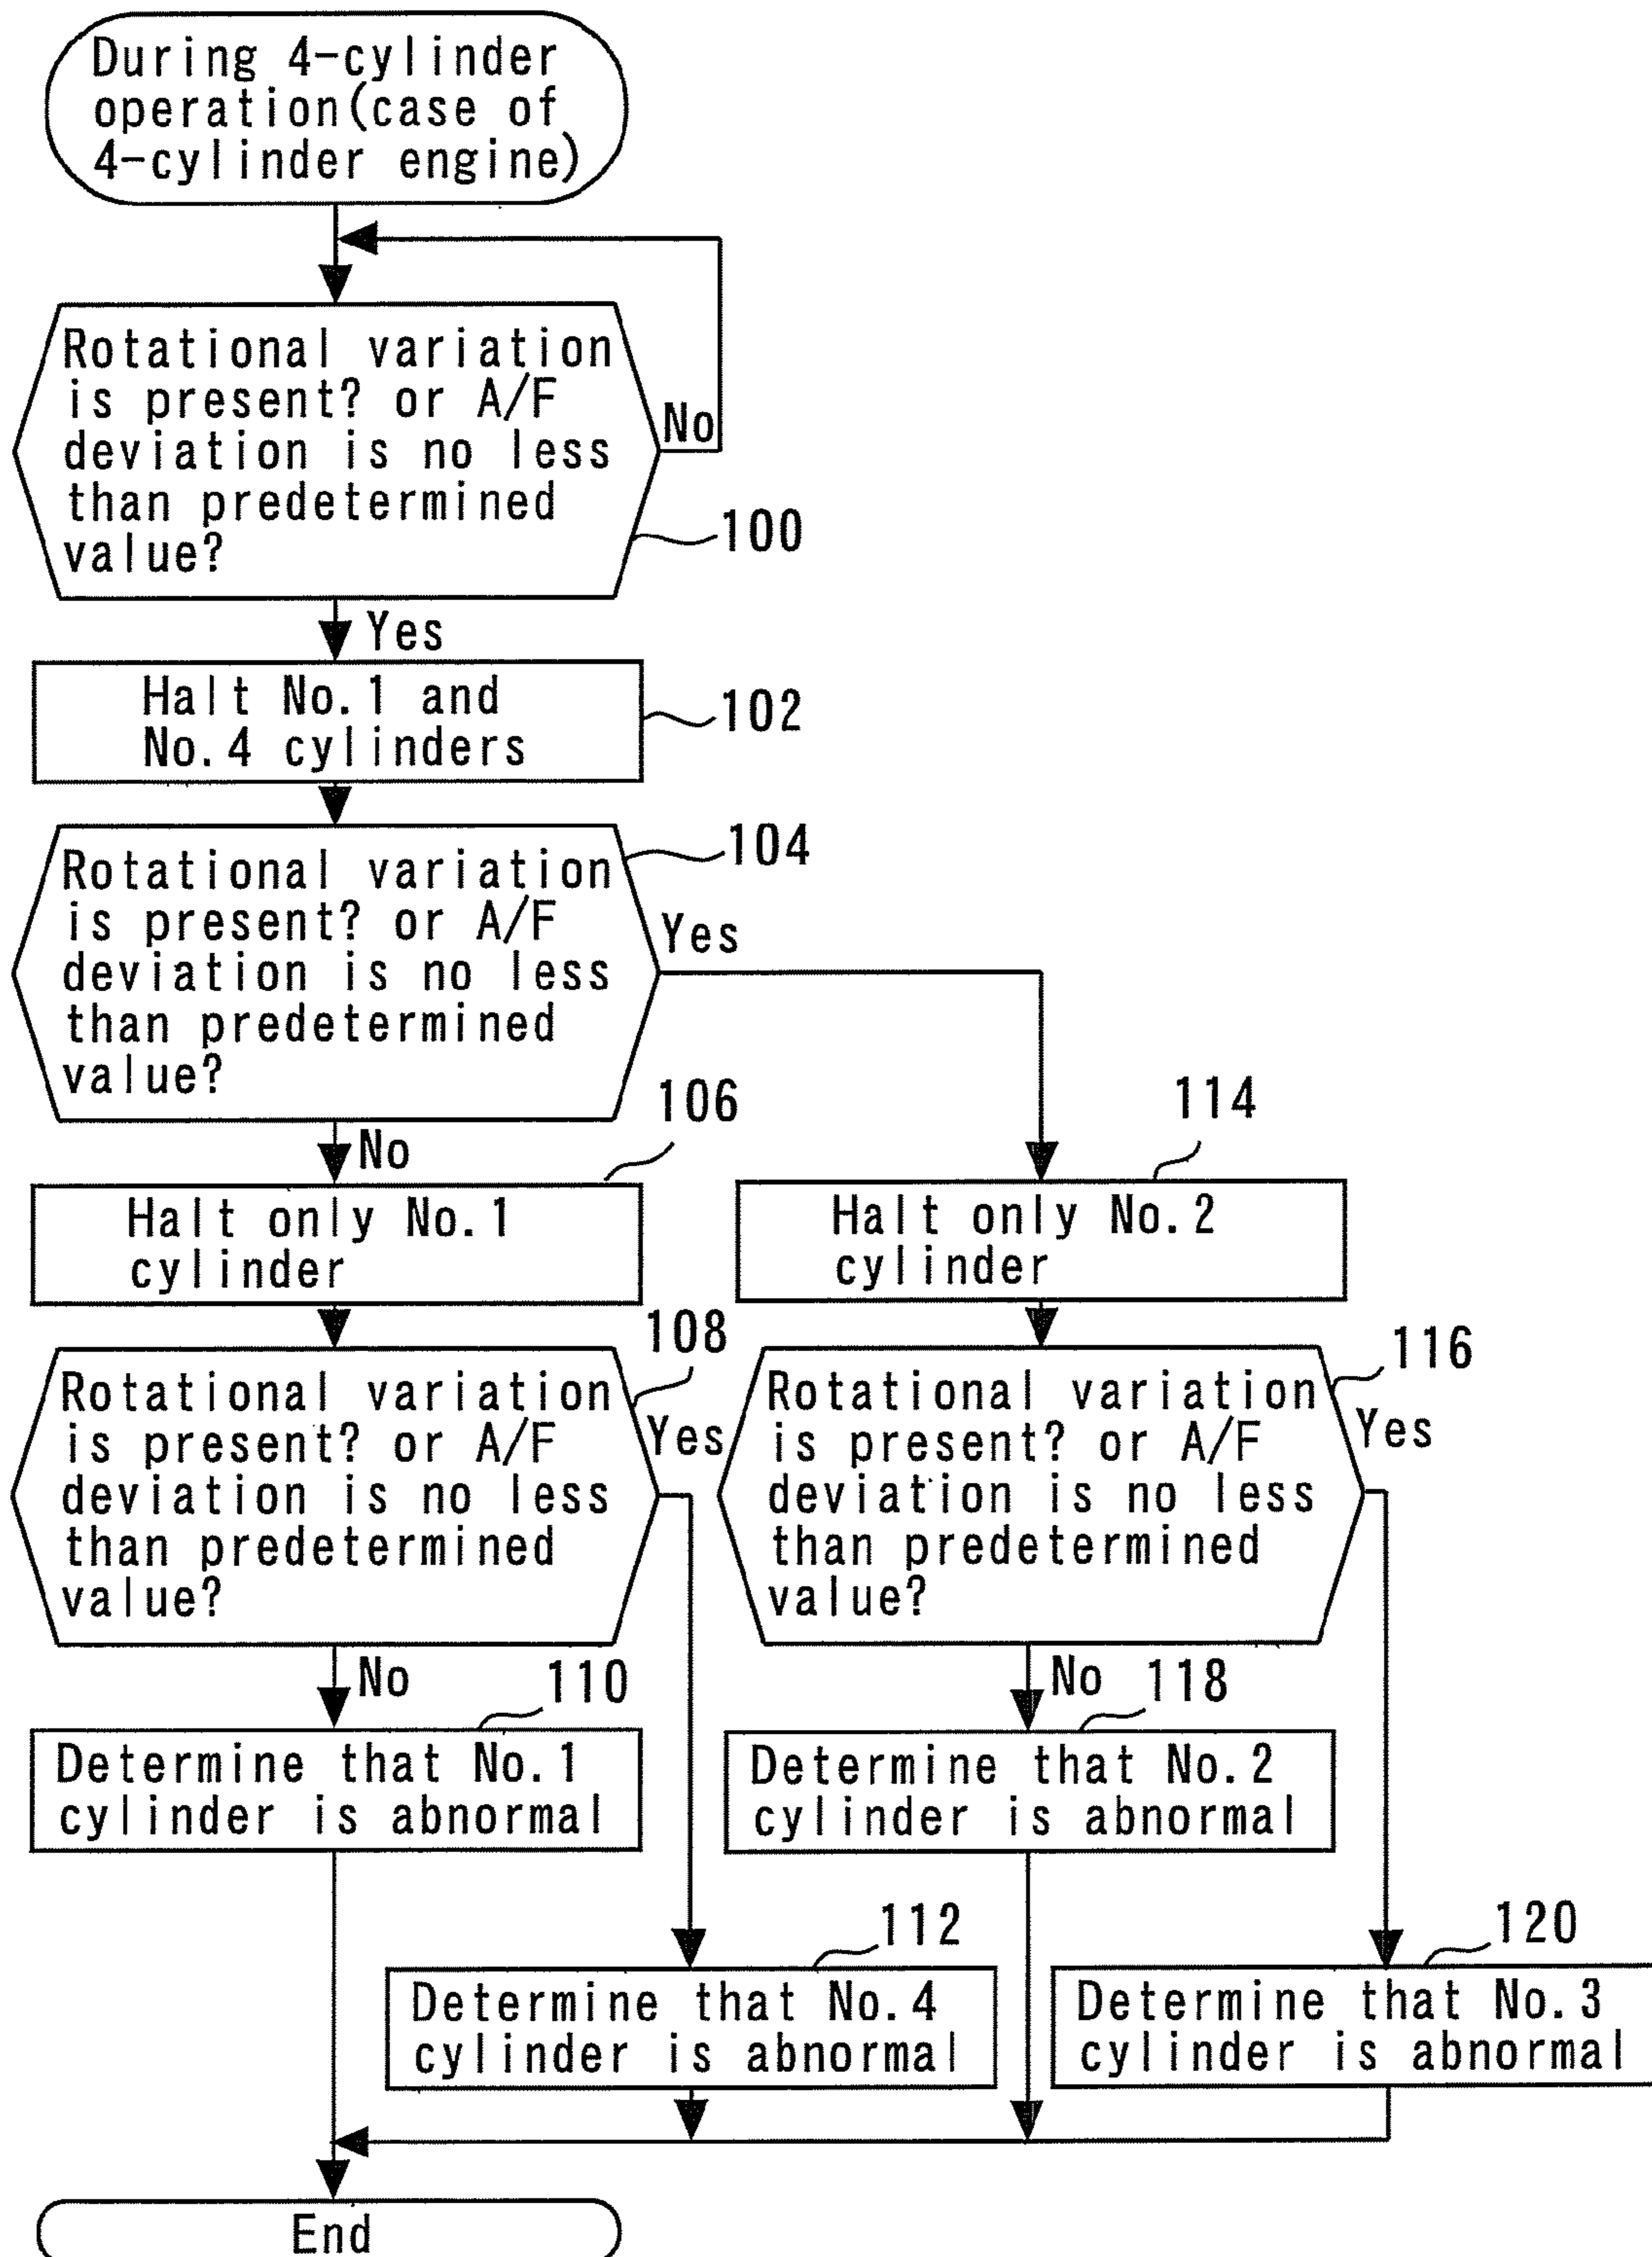 During 4-cylinder
operation(case of
4-cylinder engine)
Rotational variation
is present? or A/F
deviation is no less
than predetermined
value?
No
100
Yes
Halt No.1 and
No.4 cylinders
102
104
Rotational variation
is present? or A/F
deviation is no less
than predetermined
value?
Yes
No
106
Halt only No.1
cylinder
114
Halt only No.2
cylinder
108
Rotational variation
is present? or A/F
deviation is no less
than predetermined
value?
Yes
116
Rotational variation
is present? or A/F
deviation is no less
than predetermined
value?
Yes
No
110
Determine that No.1
cylinder is abnormal
No
118
Determine that No.2
cylinder is abnormal
112
Determine that No.4
cylinder is abnormal
120
Determine that No.3
cylinder is abnormal
End